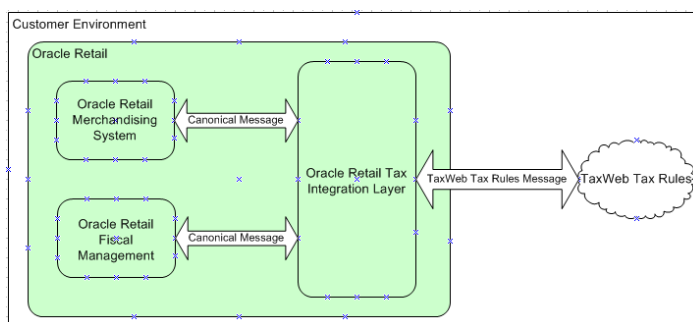 Customer Environment
Oracle Retail
Oracle Retail
Merchandising
System
Canonical Message
Oracle Retail Tax
Integration Layer
TaxWeb Tax Rules Message
TaxWeb Tax Rules
Oracle Retail
Fiscal
Management
Canonical Message